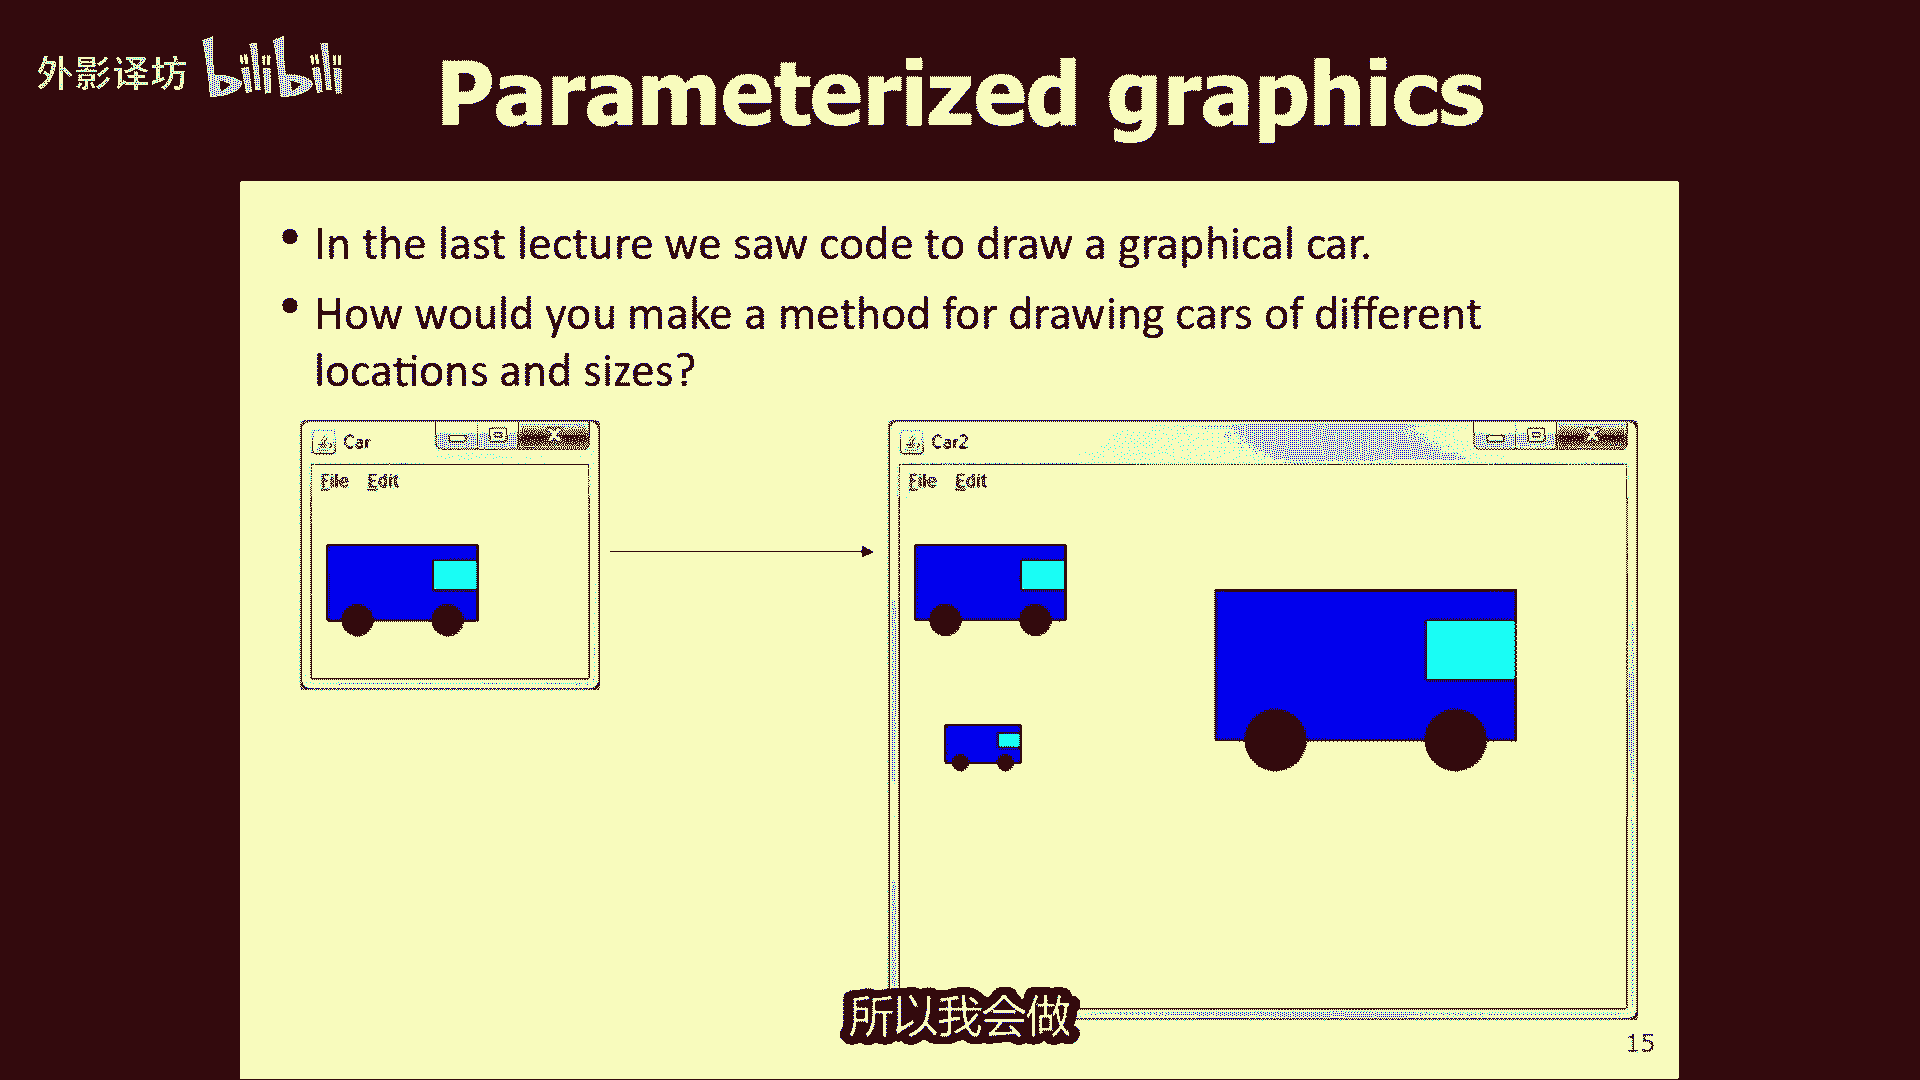 外影译坊 bilibili
Parameterized graphics
• In the last lecture we saw code to draw a graphical car.
• How would you make a method for drawing cars of different
locations and sizes?
Car
File Edit
Car2
File Edit
所以我会做
15